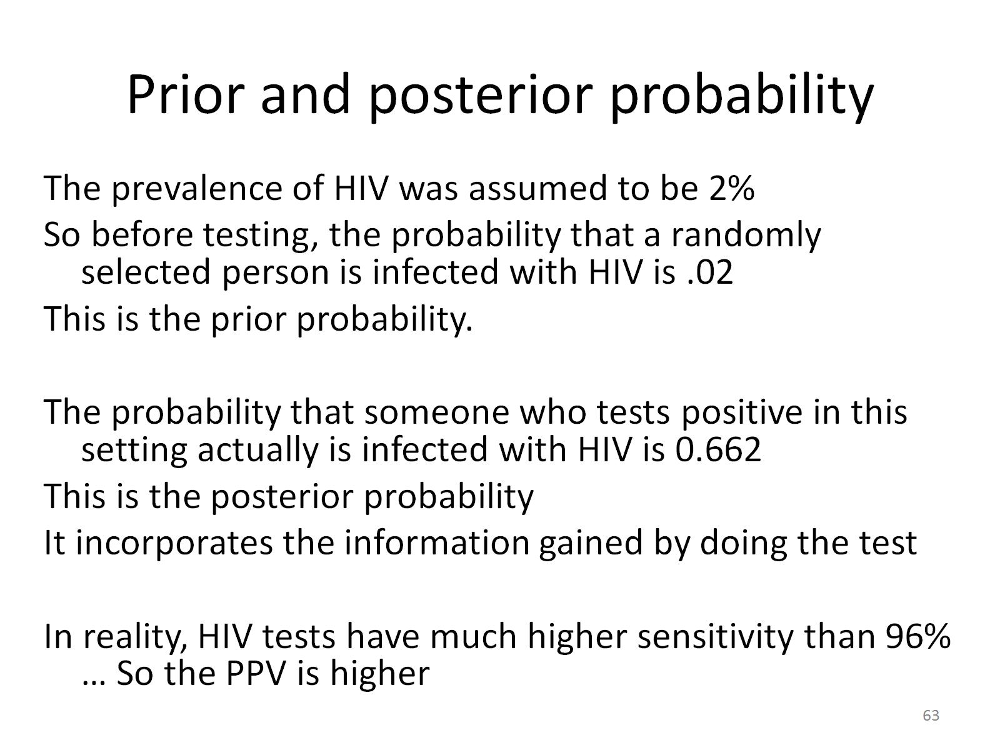 Prior and posterior probability
The prevalence of HIV was assumed to be 2%
So before testing, the probability that a randomly
selected person is infected with HIV is .02
This is the prior probability.
The probability that someone who tests positive in this
setting actually is infected with HIV is 0.662
This is the posterior probability
It incorporates the information gained by doing the test
In reality, HIV tests have much higher sensitivity than 96%
... So the PPV is higher
63